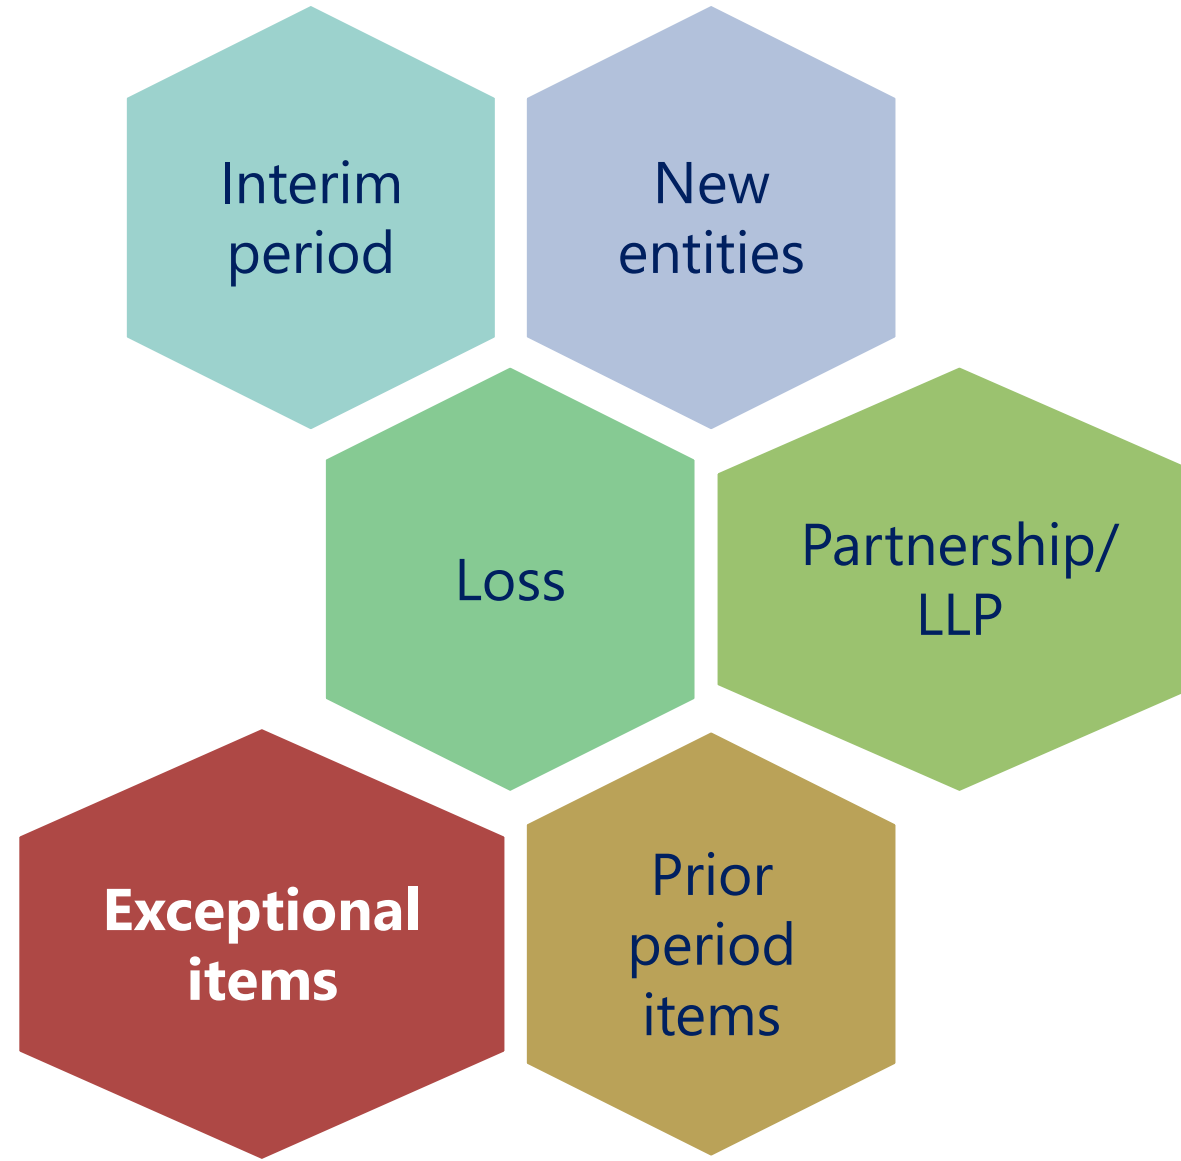 Interim
period
New
entities
Loss
Partnership/
LLP
Exceptional
items
Prior
period
items